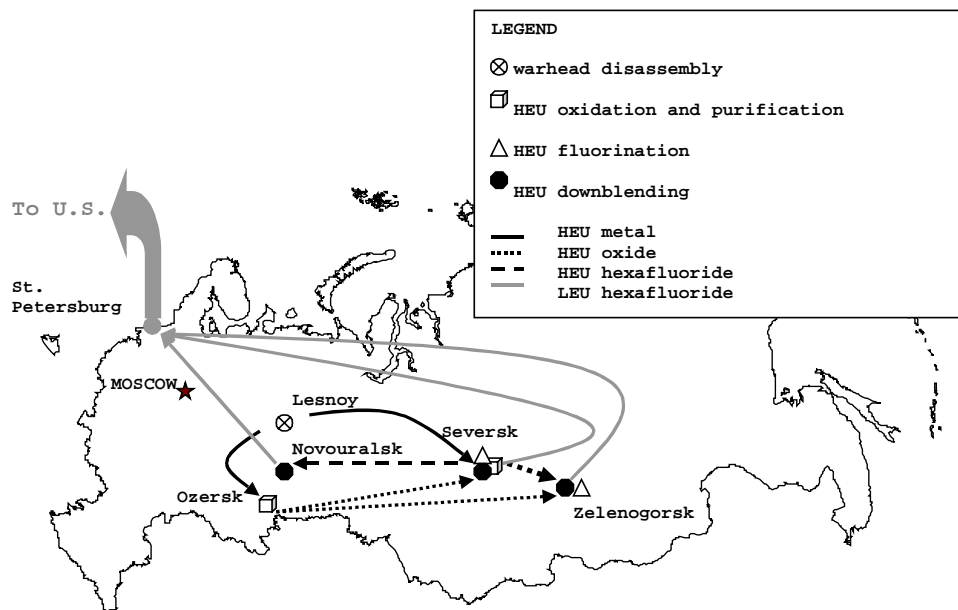 LEGEND
warhead disassembly
HEU oxidation and purification
HEU fluorination
HEU downblending
HEU metal
HEU oxide
HEU hexafluoride
LEU hexafluoride
To U.S.
St.
Petersburg
MOSCOW
Lesnoy
Seversk
Novouralsk
Ozersk
Zelenogorsk